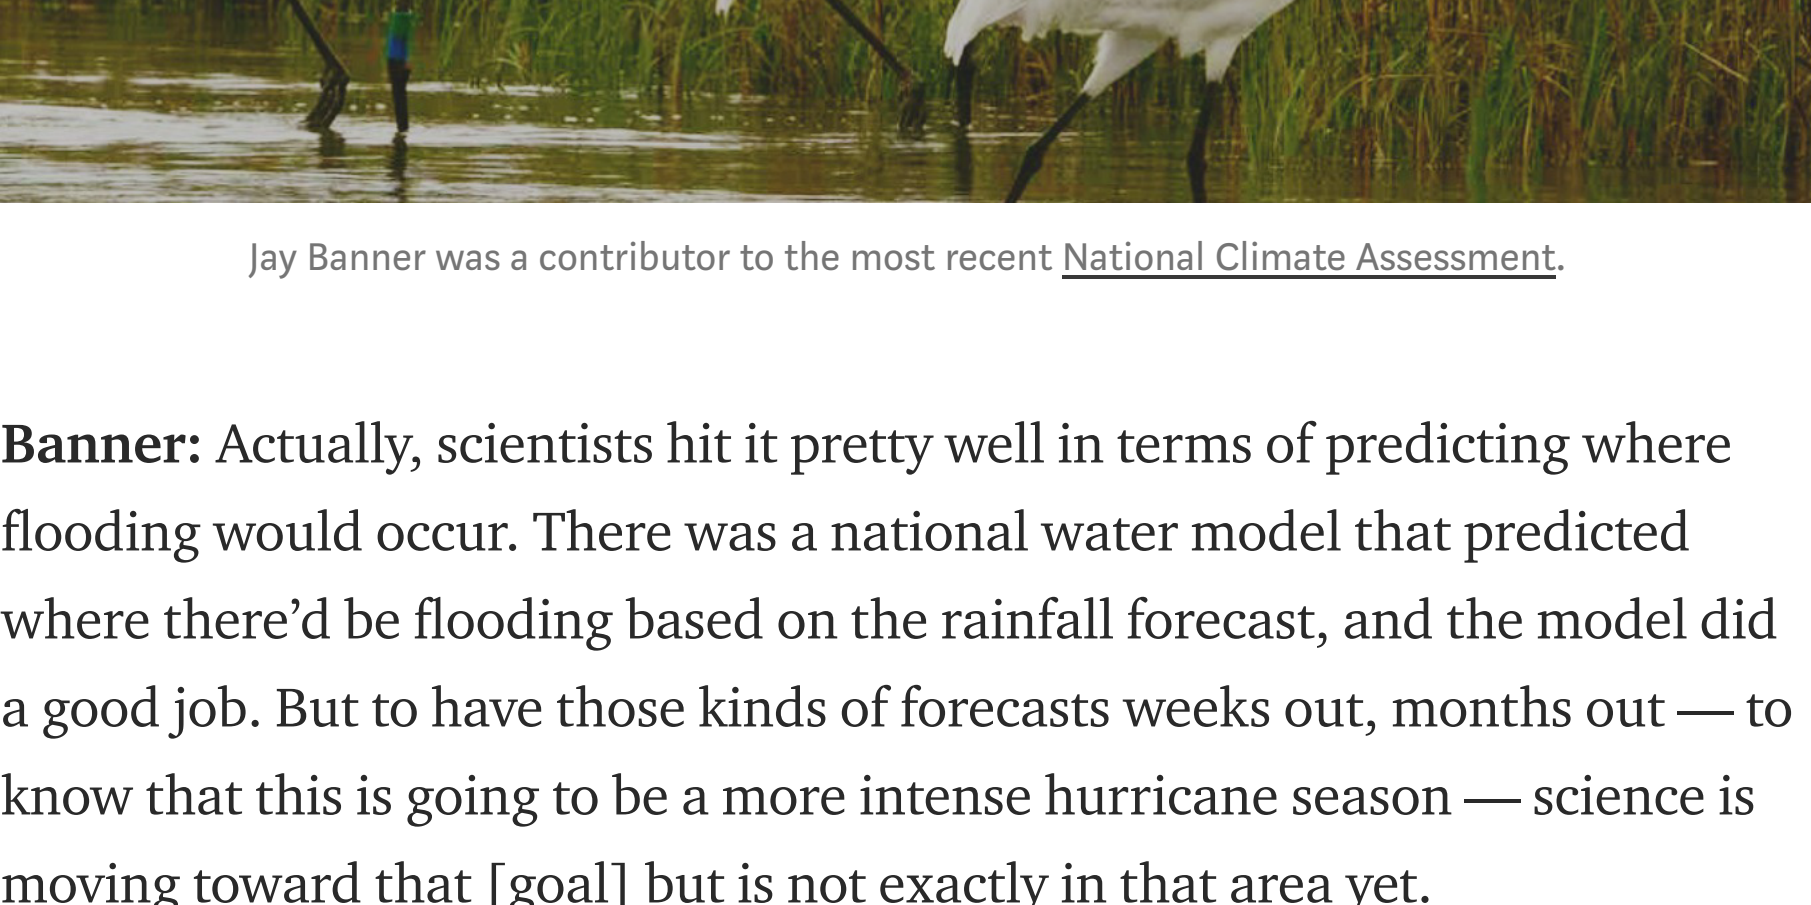 Jay Banner was a contributor to the most recent National Climate Assessment.
Banner: Actually, scientists hit it pretty well in terms of predicting where
flooding would occur. There was a national water model that predicted
where there’d be flooding based on the rainfall forecast, and the model did
a good job. But to have those kinds of forecasts weeks out, months out — to
know that this is going to be a more intense hurricane season — science is
moving toward that [goal] but is not exactly in that area yet.